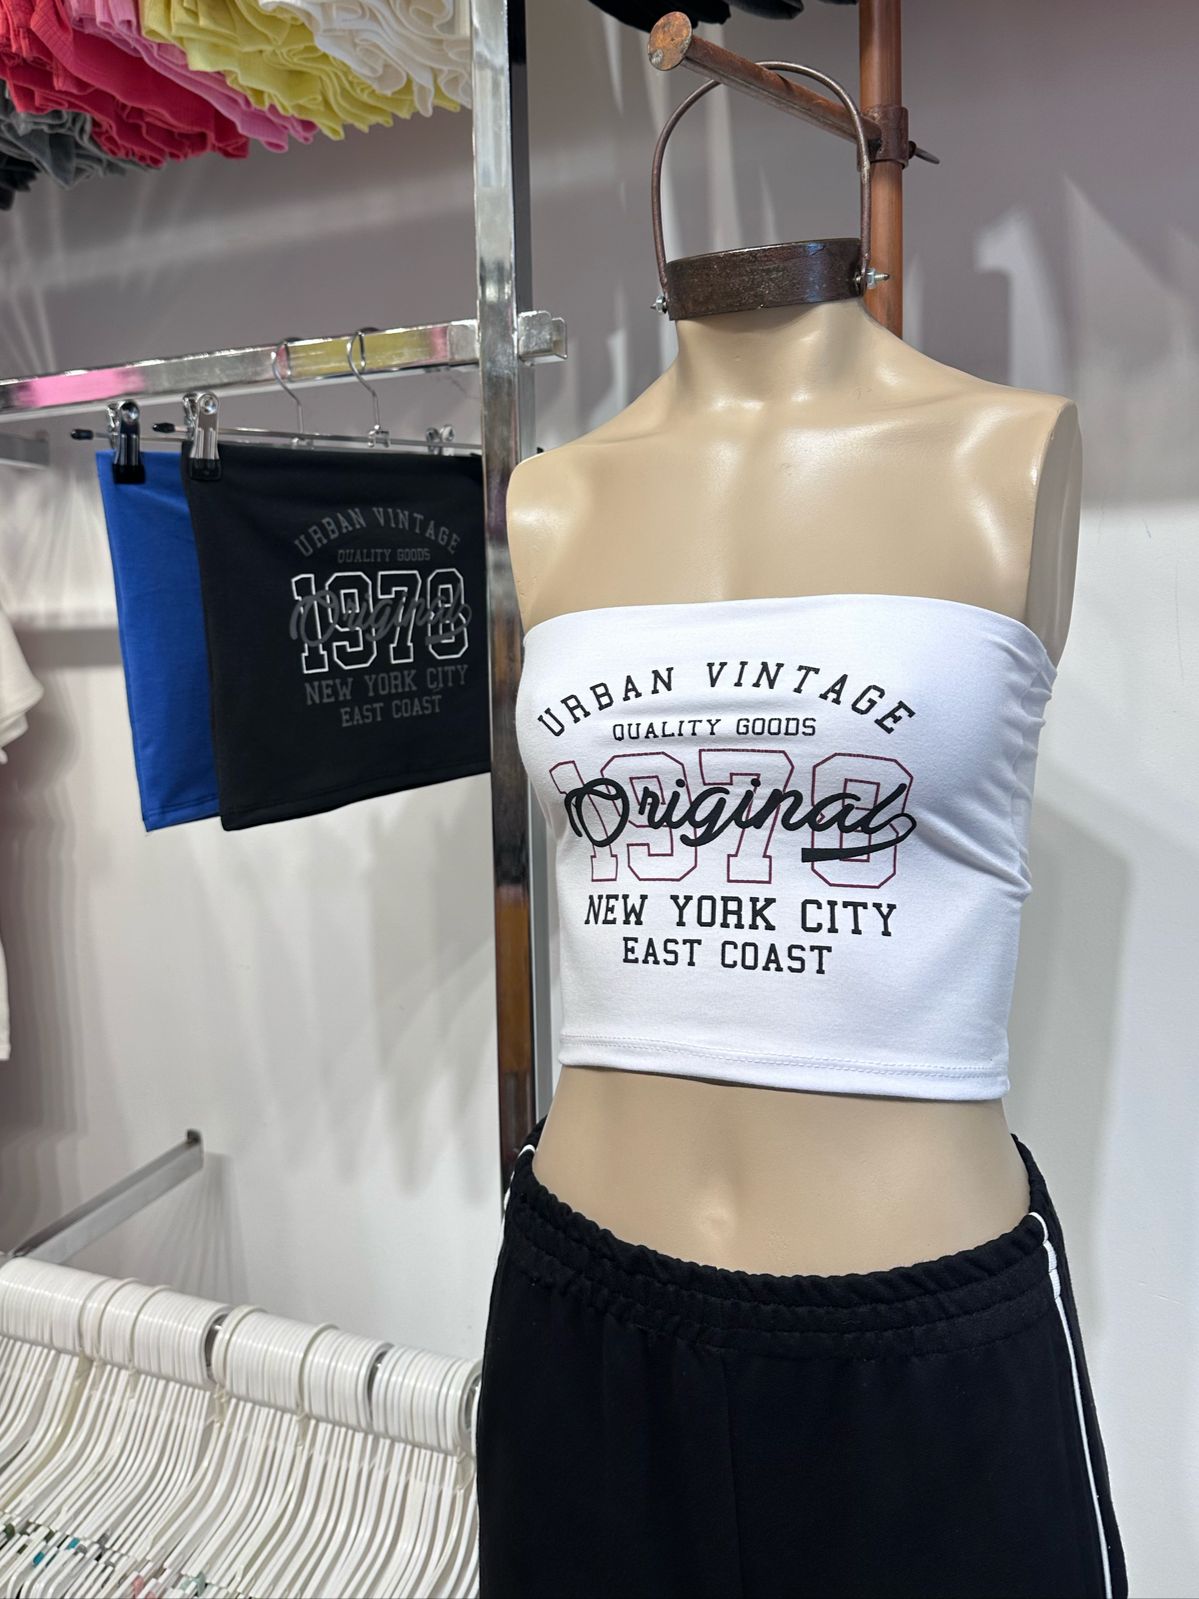 URBAN VINTAGE
QUALITY GOODS
1978
Original
NEW YORK CITY
EAST COAST
URBAN VINTAGE
QUALITY GOODS
1978
Original
NEW YORK CITY
EAST COAST